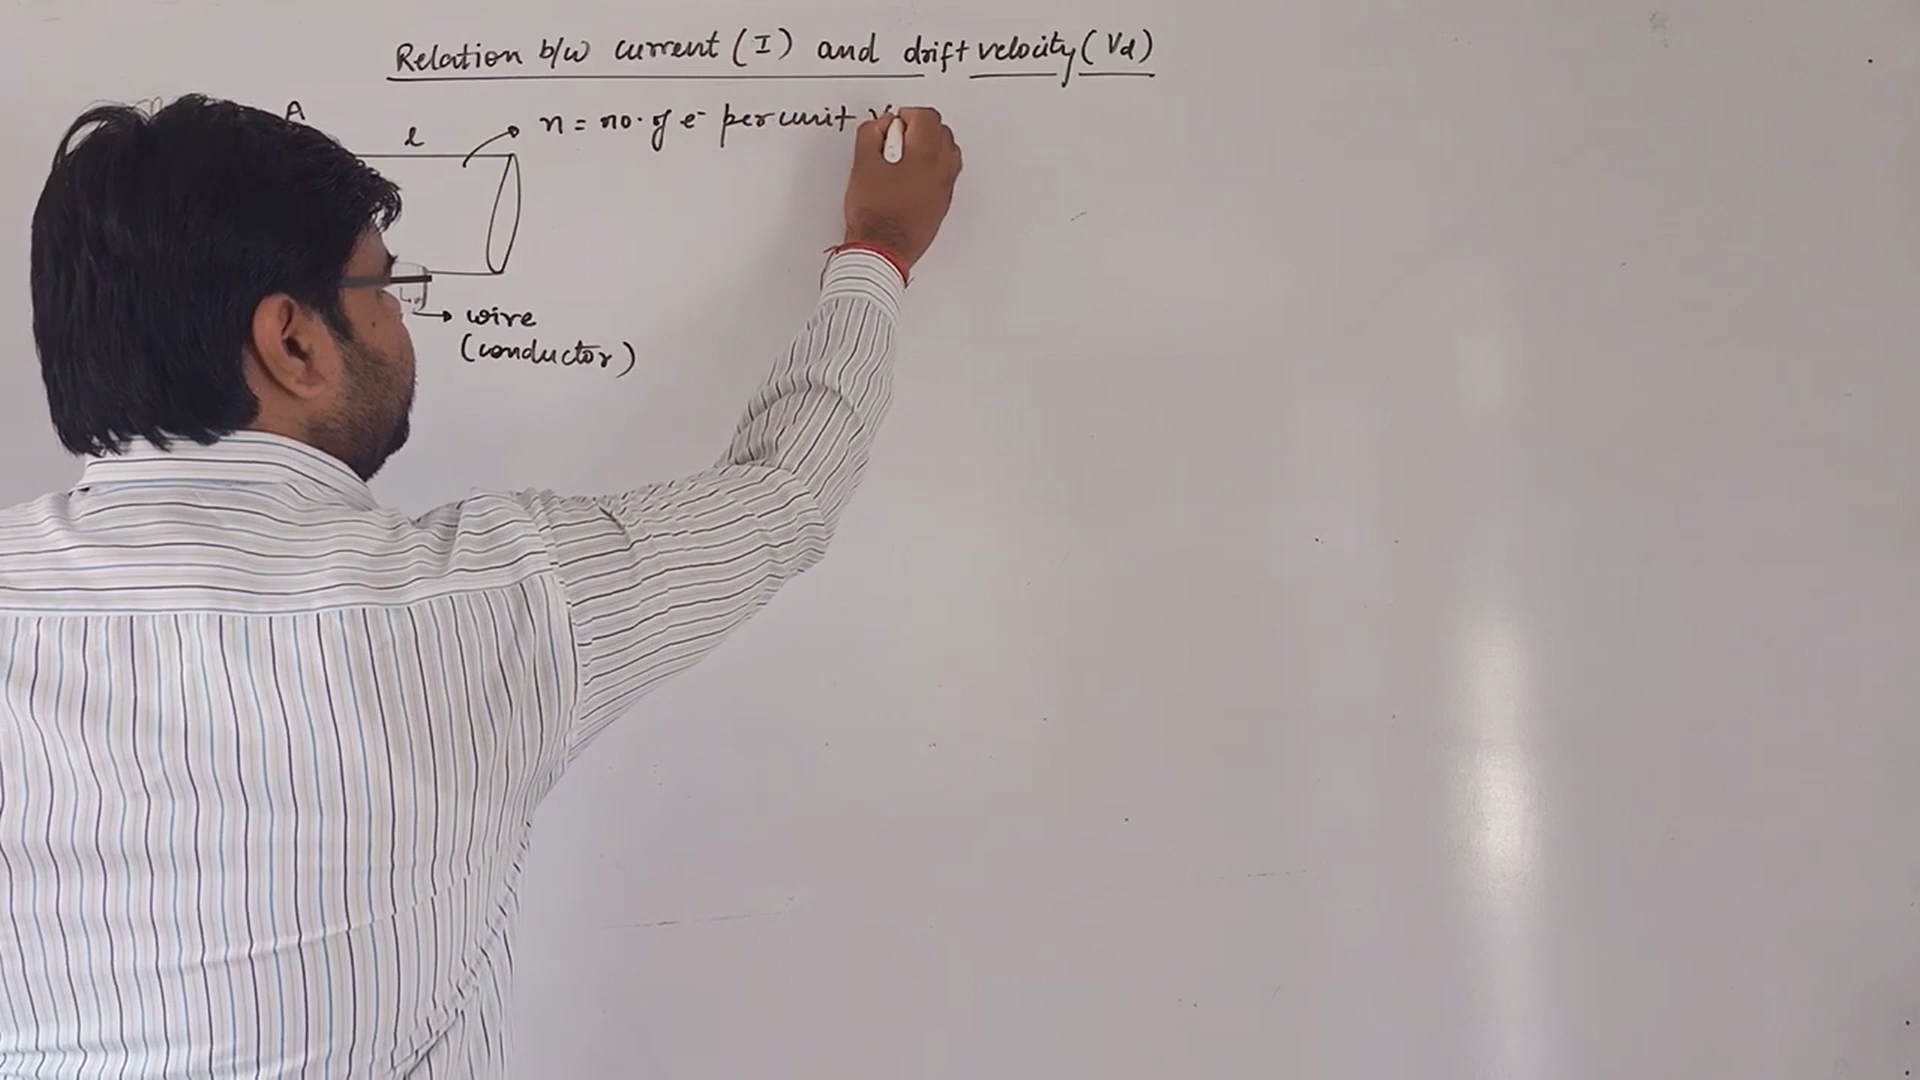 Relation b/w current (I) and drift velocity (Vd)
A
l
n = no. of e- per unit
wire
(conductor)